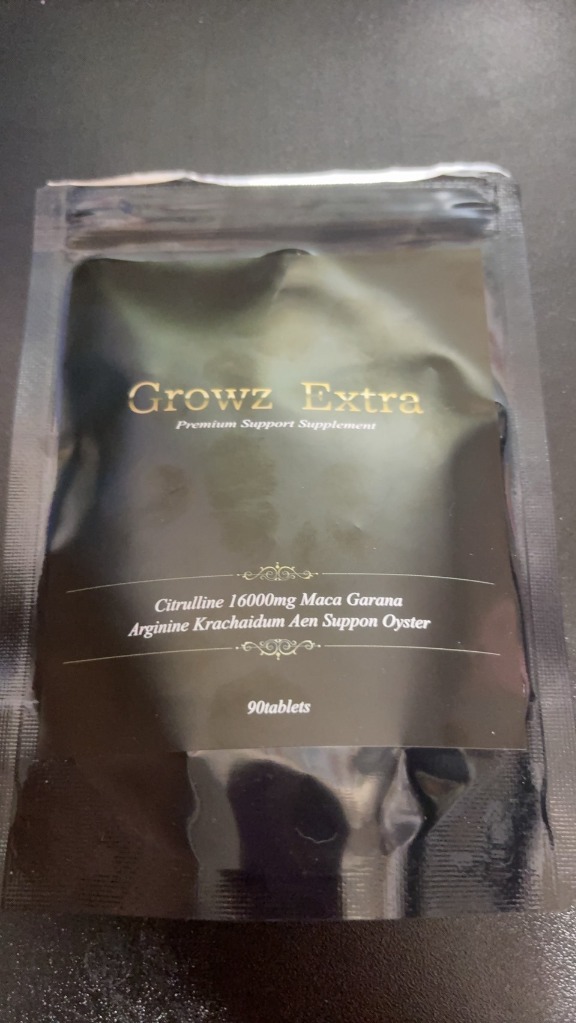 Growz Extra
Premium Support Supplement
Citrulline 16000mg Maca Garana
Arginine Krachaidum Aen Suppon Oyster
90tablets